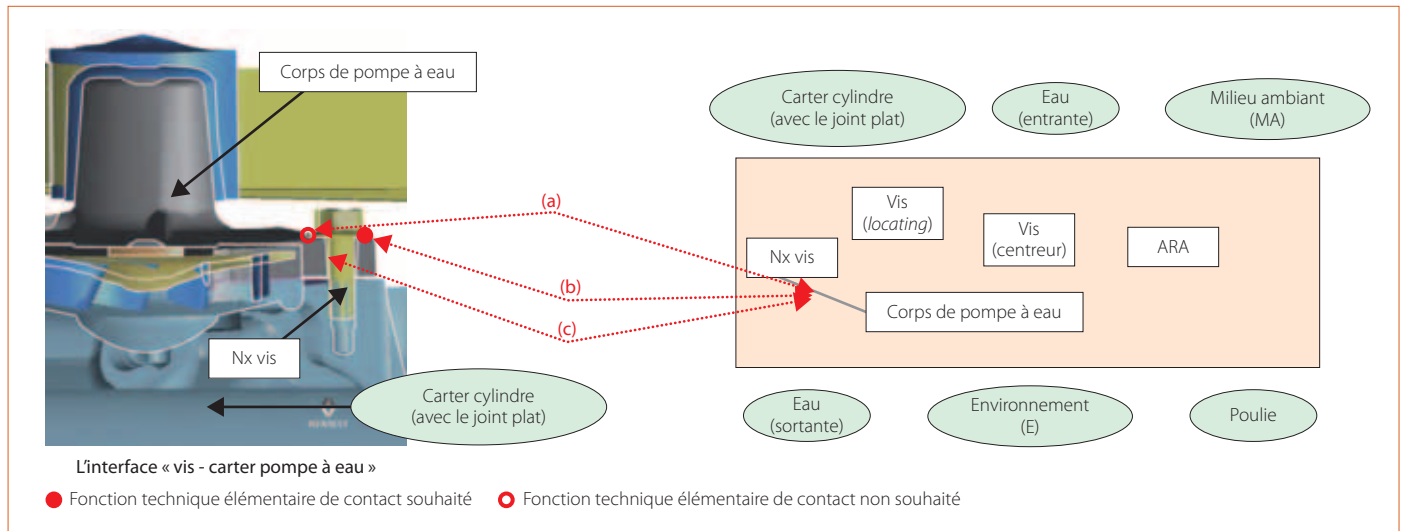 Corps de pompe à eau
Nx vis
Carter cylindre
(avec le joint plat)
(a)
(b)
(c)
Carter cylindre
(avec le joint plat)
Eau
(entrante)
Milieu ambiant
(MA)
Vis
(locating)
Vis
(centreur)
ARA
Nx vis
Corps de pompe à eau
Eau
(sortante)
Environnement
(E)
Poulie
L'interface « vis - carter pompe à eau »
Fonction technique élémentaire de contact souhaité
Fonction technique élémentaire de contact non souhaité